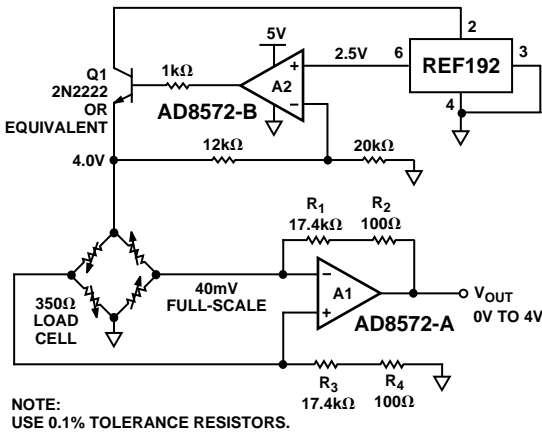 2
5V
1kΩ
6
3
2.5V
REF192
Q1
2N2222
OR
EQUIVALENT
A2
AD8572-B
4
12kΩ
20kΩ
4.0V
R1
17.4kΩ
R2
100Ω
350Ω
LOAD
CELL
40mV
FULL-SCALE
A1
VOUT
0V TO 4V
AD8572-A
R3
17.4kΩ
R4
100Ω
NOTE:
USE 0.1% TOLERANCE RESISTORS.